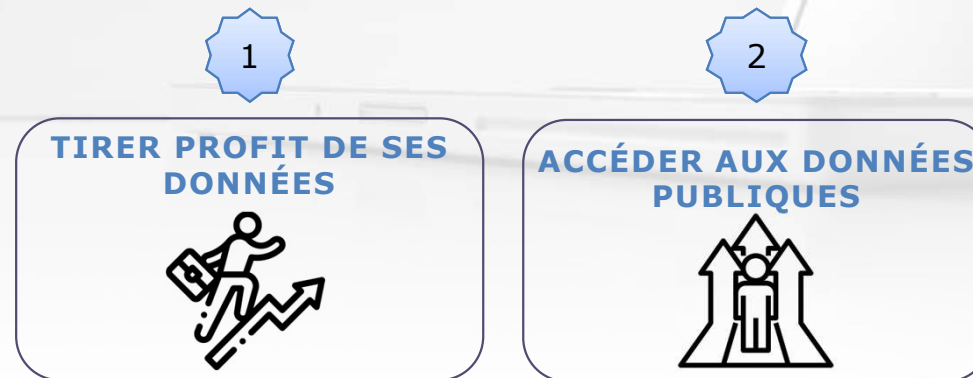 1
TIRER PROFIT DE SES
DONNÉES
2
ACCÉDER AUX DONNÉES
PUBLIQUES